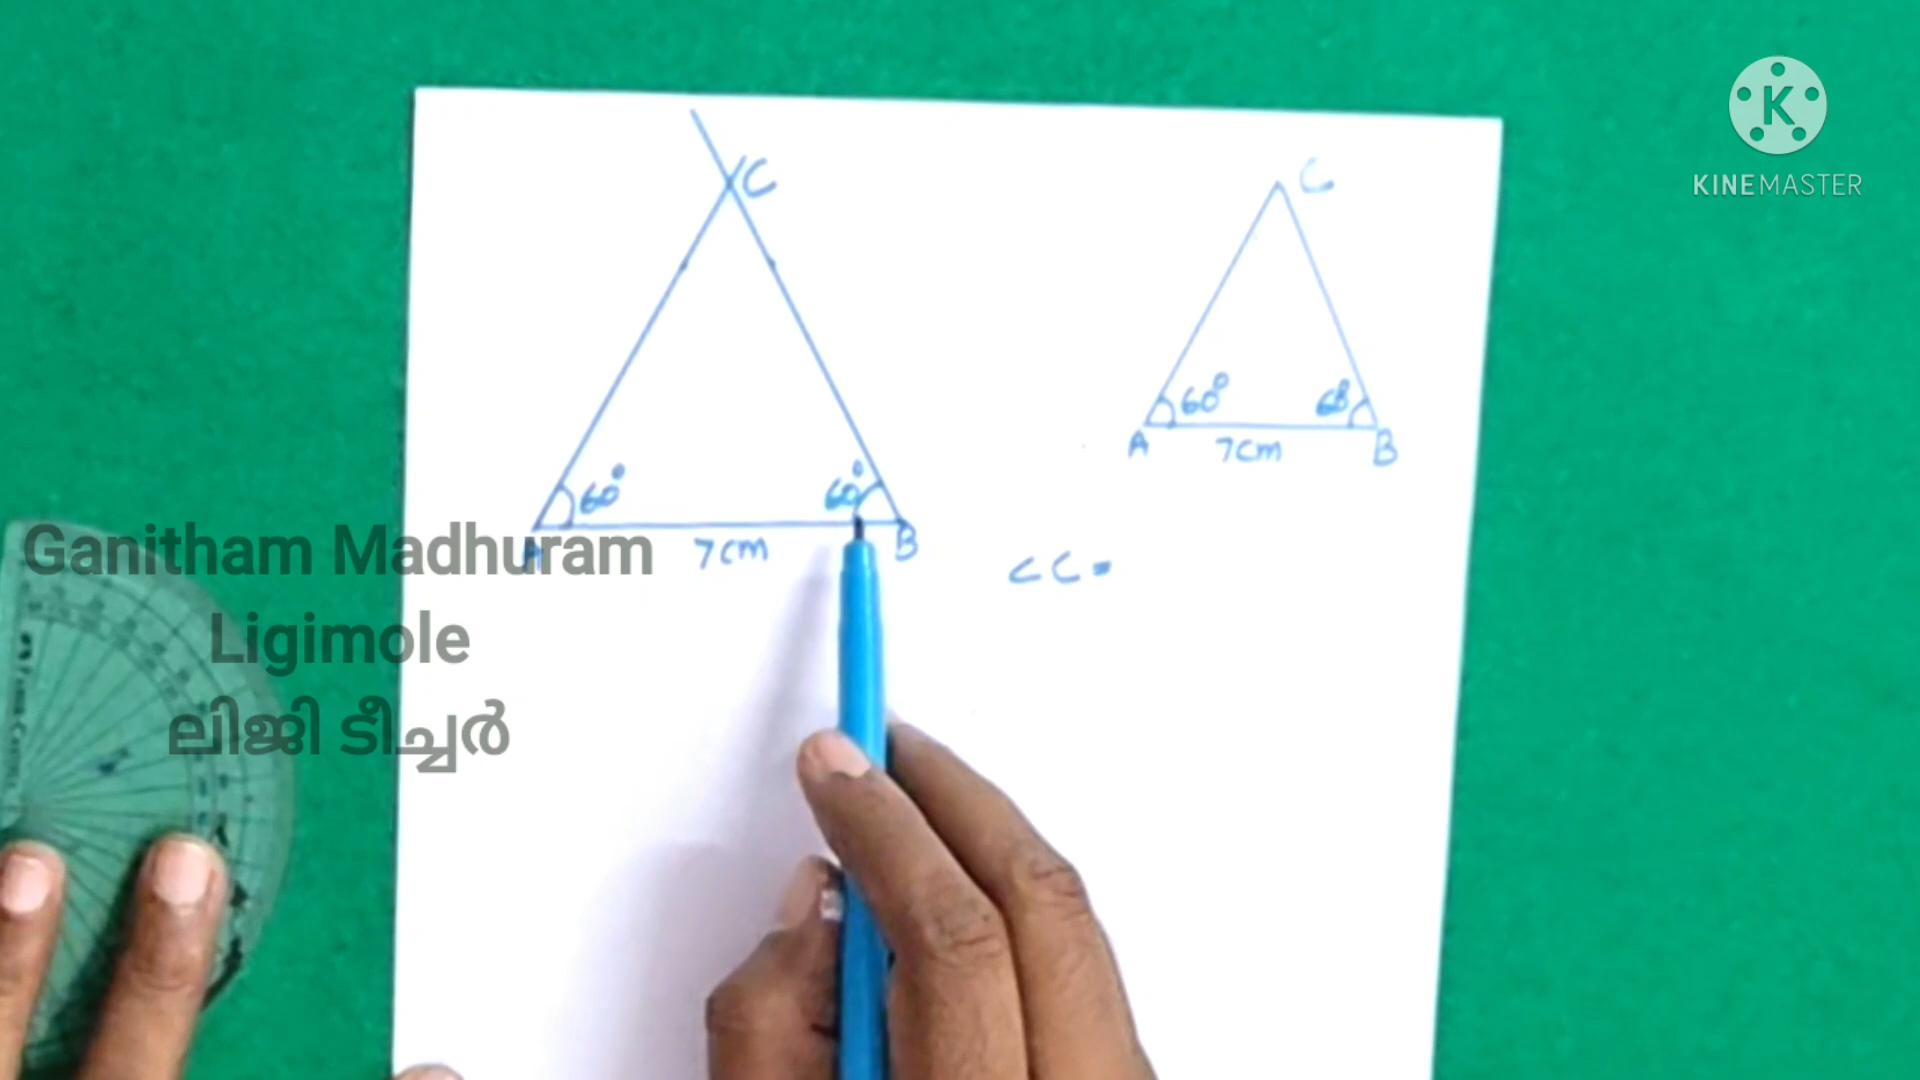 C
60°
60°
A
7cm
B
C
60°
60°
A
7cm
B
<C=
Ganitham Madhuram
Ligimole
ലിജി ടീച്ചർ
KINEMASTER